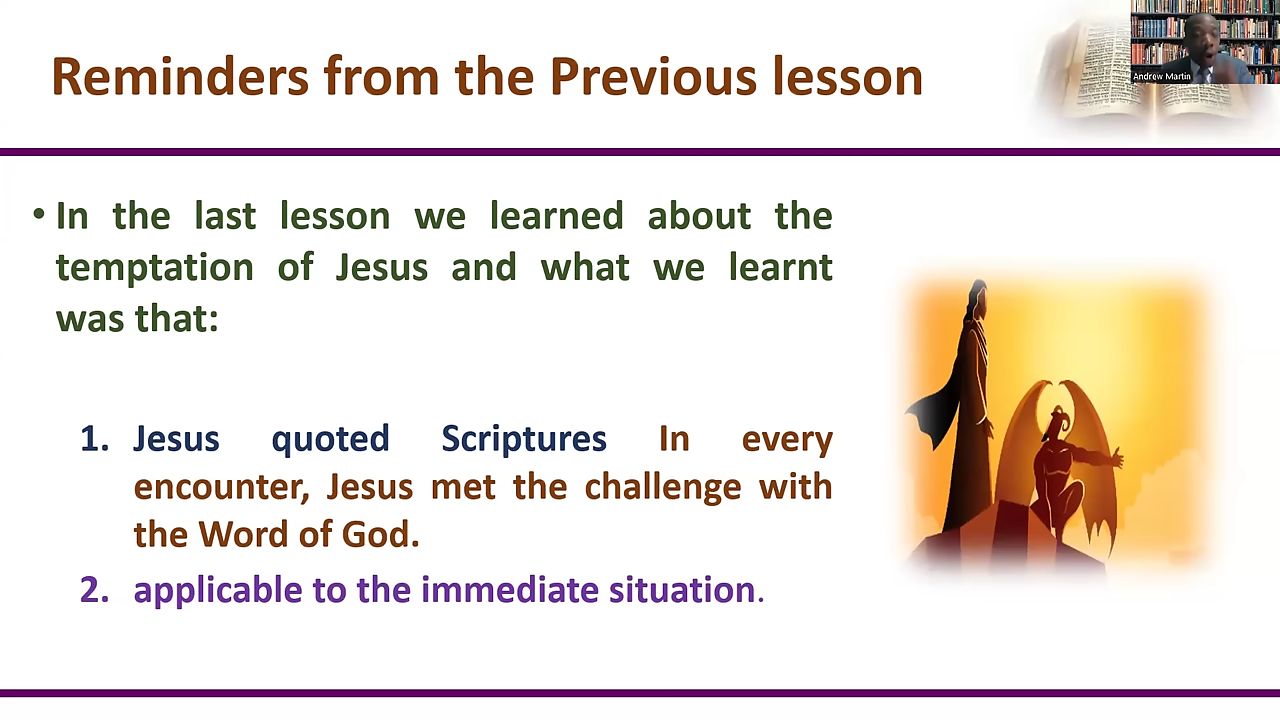 Reminders from the Previous lesson
Andrew Martin
• In the last lesson we learned about the
temptation of Jesus and what we learnt
was that:
1. Jesus quoted Scriptures In every
encounter, Jesus met the challenge with
the Word of God.
2. applicable to the immediate situation.